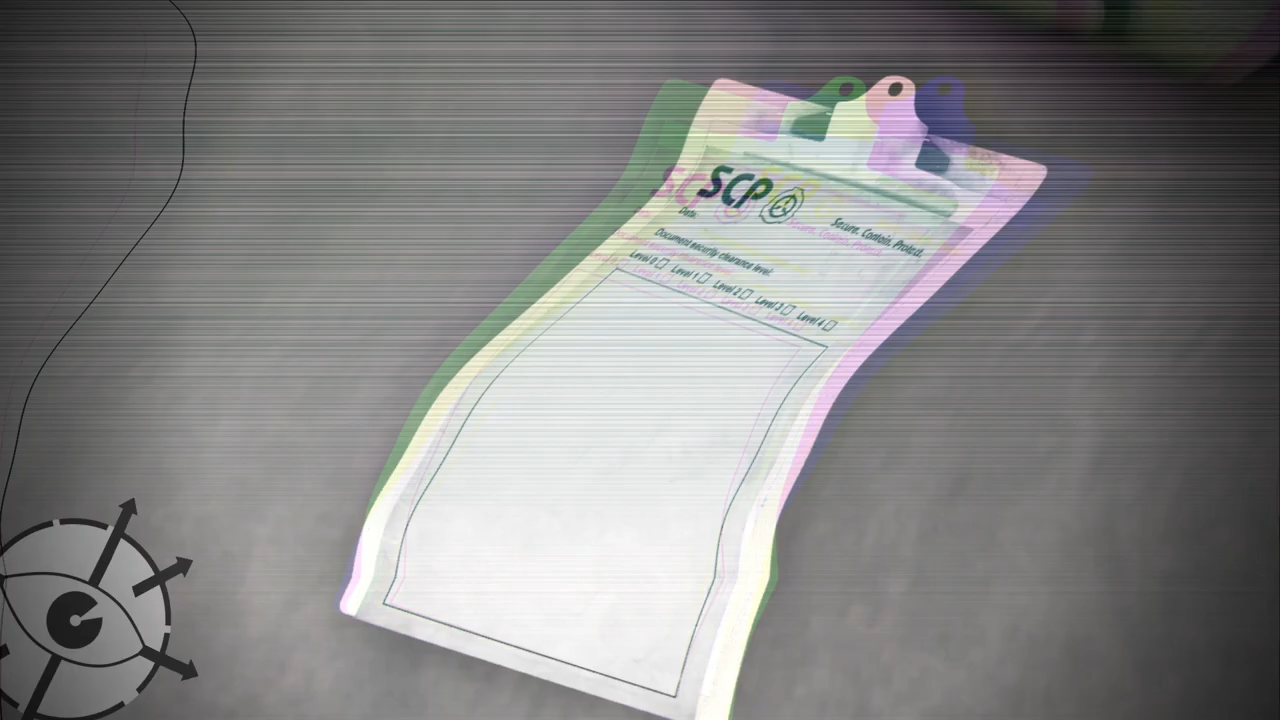 SCP
Secure. Contain. Protect.
Date:
Document security clearance level:
Level 0 Level 1 Level 2 Level 3 Level 4